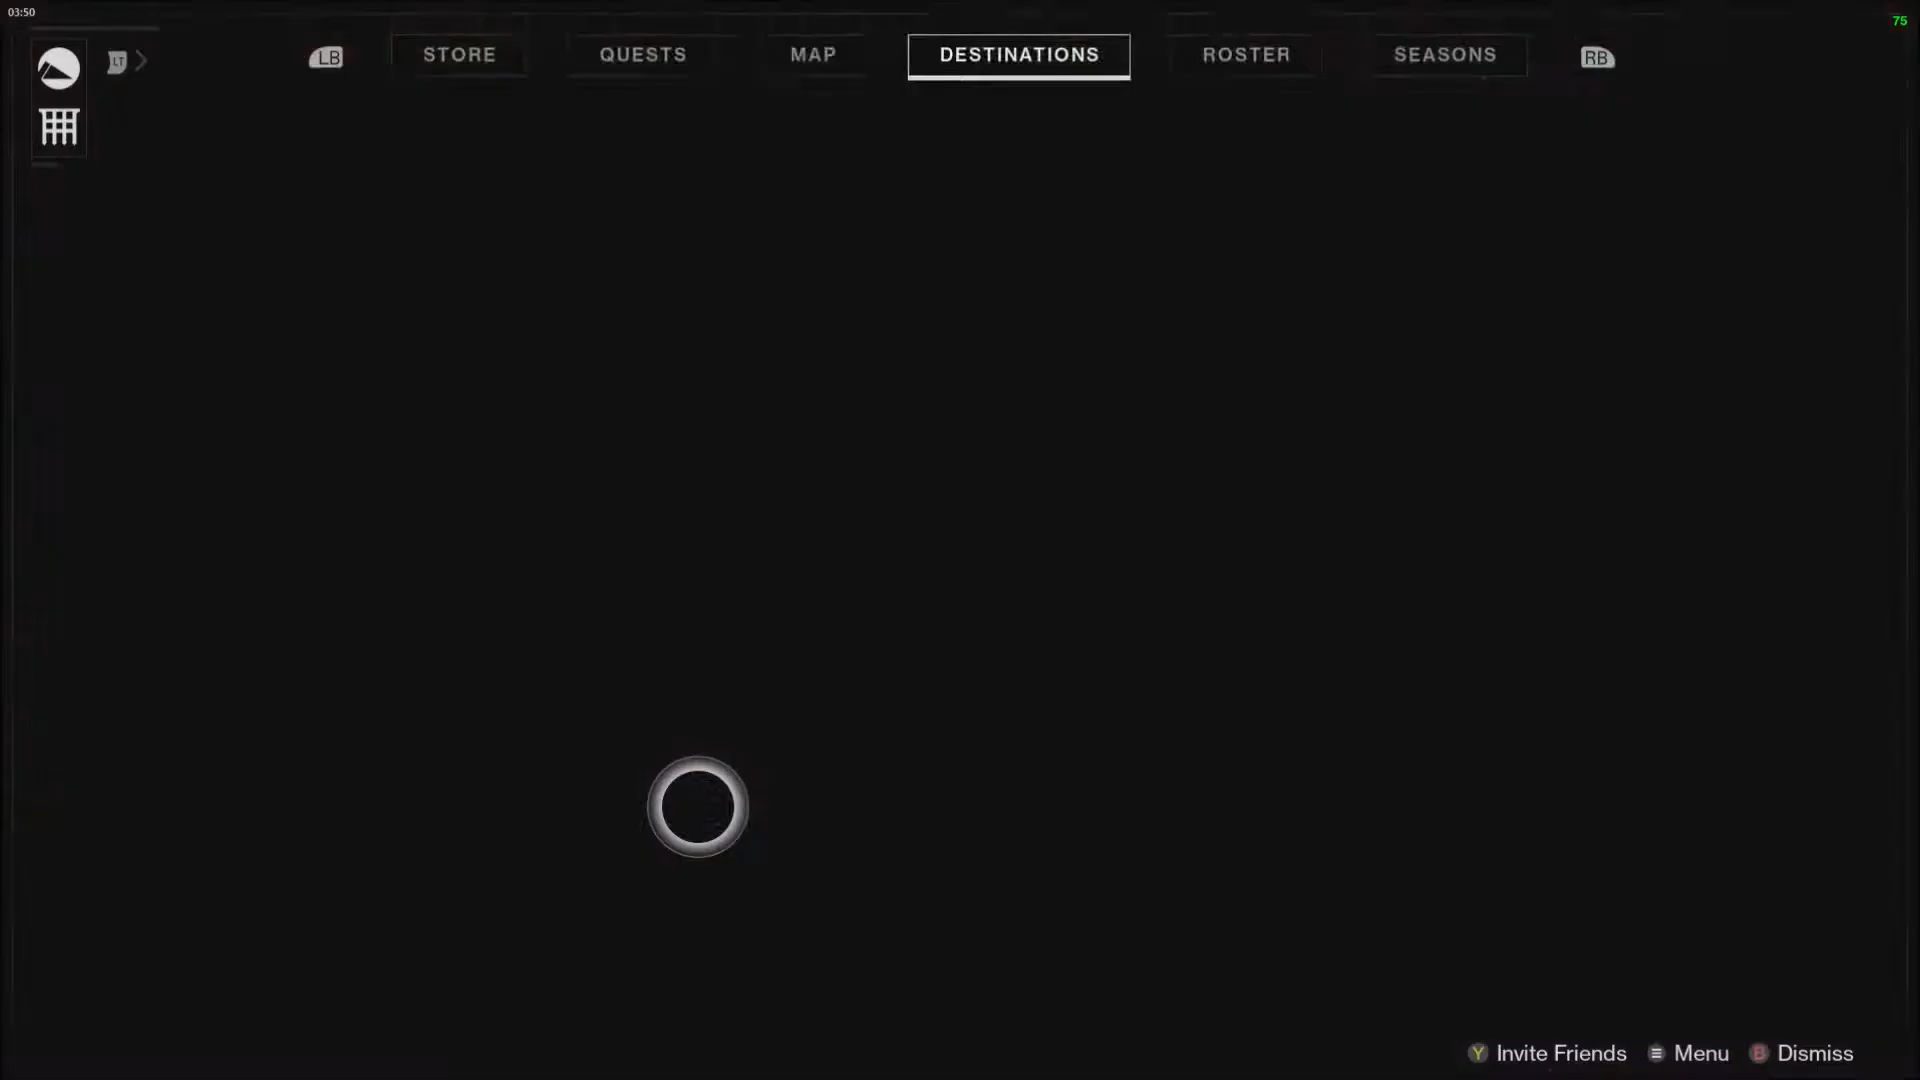 03:50
75
LT
LB
STORE
QUESTS
MAP
DESTINATIONS
ROSTER
SEASONS
RB
Y Invite Friends
Menu
B Dismiss